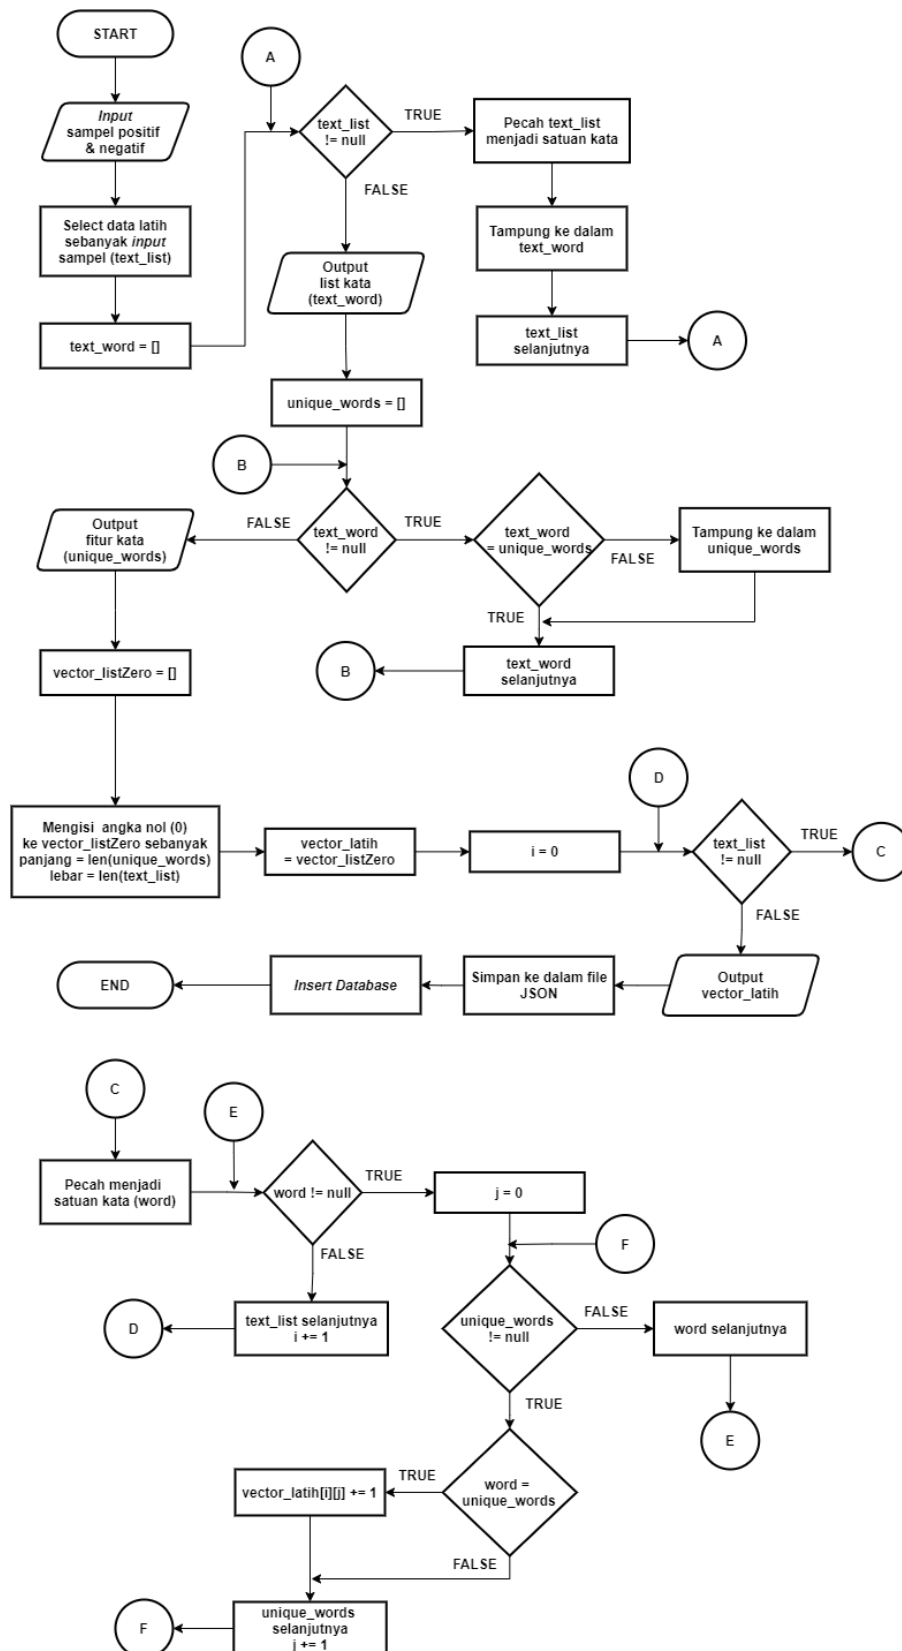 START
Input
sampel positif
& negatif
Select data latih
sebanyak input
sampel (text_list)
text_word = []
A
text_list
!= null
TRUE
Pecah text_list
menjadi satuan kata
FALSE
Tampung ke dalam
text_word
Output
list kata
(text_word)
text_list
selanjutnya
A
unique_words = []
B
text_word
!= null
FALSE
TRUE
Output
fitur kata
(unique_words)
text_word
= unique_words
FALSE
Tampung ke dalam
unique_words
TRUE
text_word
selanjutnya
B
vector_listZero = []
Mengisi angka nol (0)
ke vector_listZero sebanyak
panjang = len(unique_words)
lebar = len(text_list)
vector_latih
= vector_listZero
i = 0
D
text_list
!= null
TRUE
C
FALSE
Output
vector_latih
Simpan ke dalam file
JSON
Insert Database
END
C
E
Pecah menjadi
satuan kata (word)
word != null
TRUE
j = 0
F
FALSE
text_list selanjutnya
i += 1
D
unique_words
!= null
FALSE
word selanjutnya
E
TRUE
word =
unique_words
TRUE
vector_latih[i][j] += 1
FALSE
unique_words
selanjutnya
j += 1
F